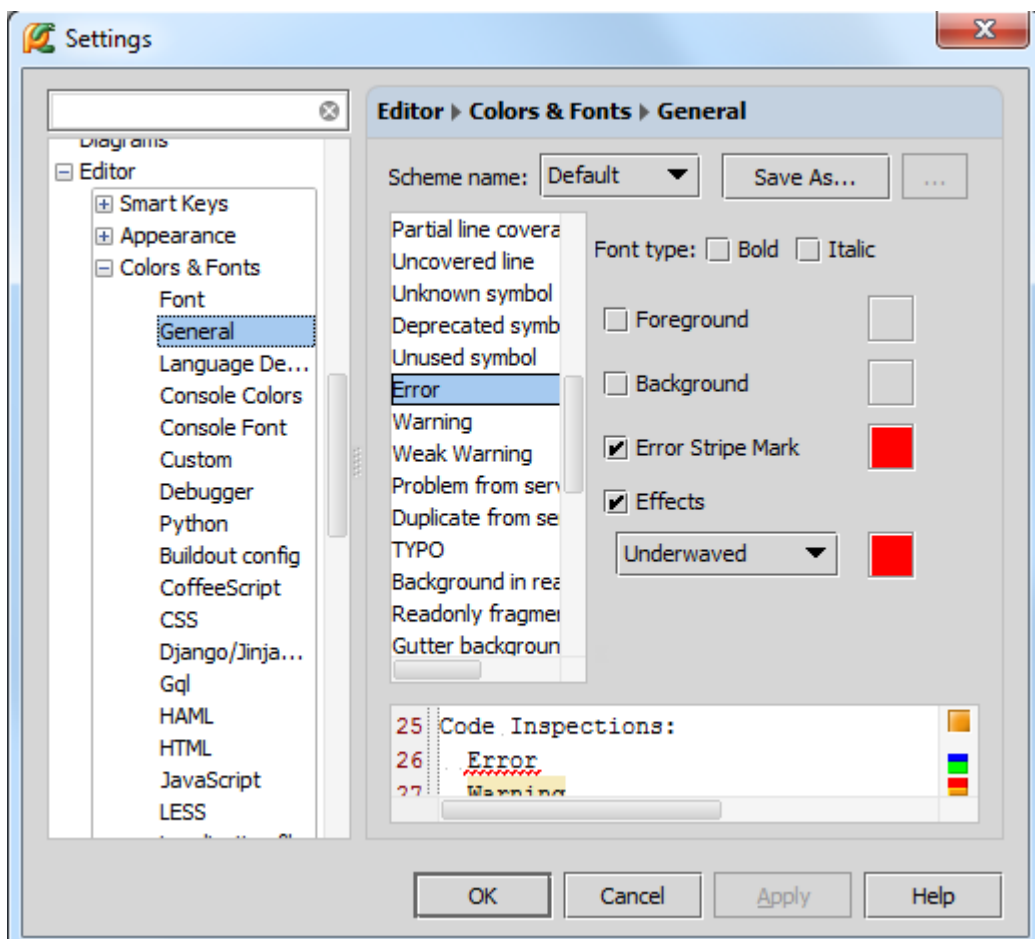 Settings
Diagrams
Editor
Smart Keys
Appearance
Colors & Fonts
Font
General
Language De...
Console Colors
Console Font
Custom
Debugger
Python
Buildout config
CoffeeScript
CSS
Django/Jinja...
Gql
HAML
HTML
JavaScript
LESS
Editor Colors & Fonts General
Scheme name: Default Save As... ...
Partial line covera
Uncovered line
Unknown symbol
Deprecated symb
Unused symbol
Error
Warning
Weak Warning
Problem from serv
Duplicate from se
TYPO
Background in rea
Readonly fragmer
Gutter backgroun
Font type: Bold Italic
Foreground
Background
Error Stripe Mark
Effects
Underwaved
25 Code Inspections:
26 Error
27 Warning
OK Cancel Apply Help